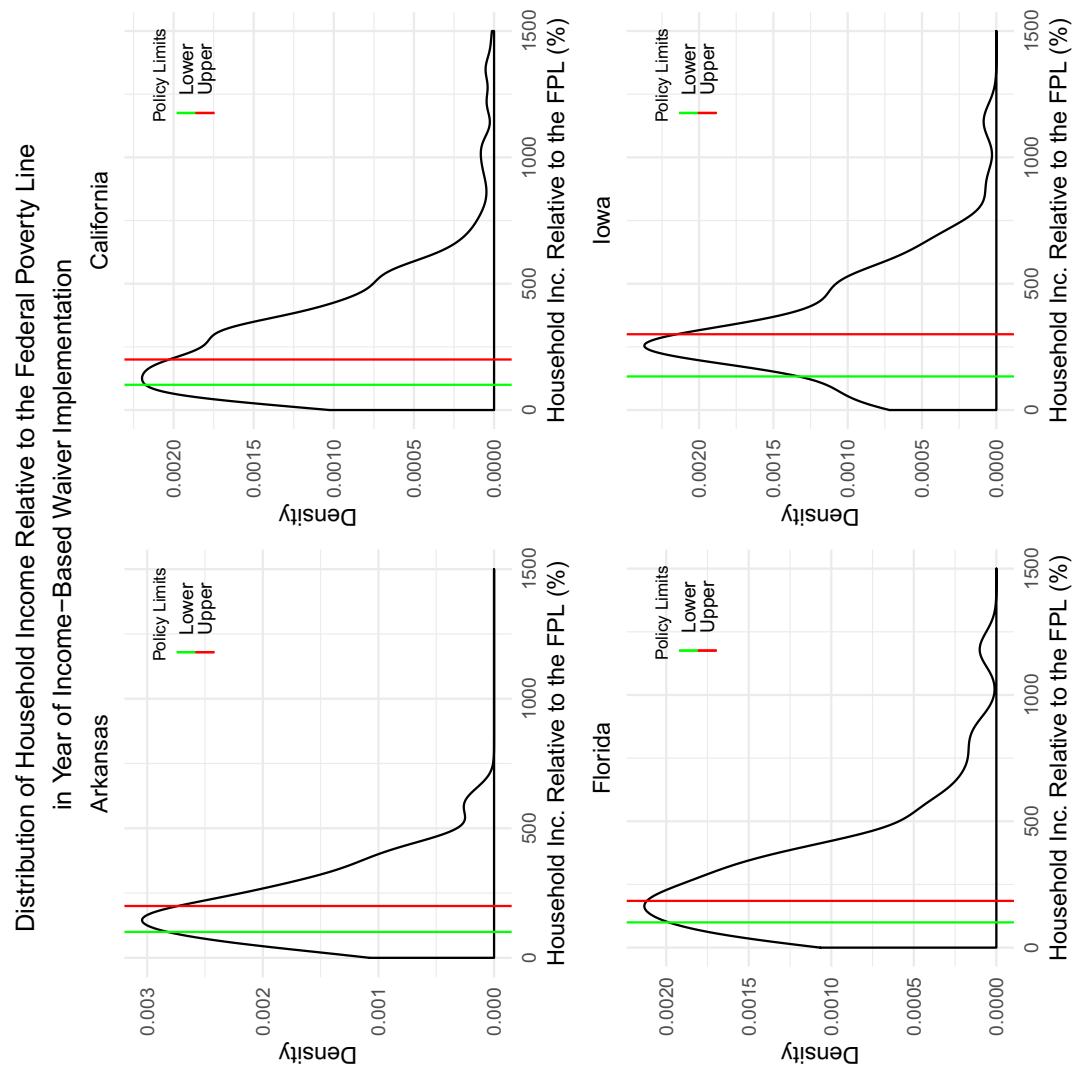 Distribution of Household Income Relative to the Federal Poverty Line
in Year of Income−Based Waiver Implementation
Arkansas
0.003
0.002
0.001
0.000
Density
0
500
1000
1500
Household Inc. Relative to the FPL (%)
Policy Limits
Lower
Upper
California
0.0020
0.0015
0.0010
0.0005
0.0000
Density
0
500
1000
1500
Household Inc. Relative to the FPL (%)
Policy Limits
Lower
Upper
Florida
0.0020
0.0015
0.0010
0.0005
0.0000
Density
0
500
1000
1500
Household Inc. Relative to the FPL (%)
Policy Limits
Lower
Upper
Iowa
0.0020
0.0015
0.0010
0.0005
0.0000
Density
0
500
1000
1500
Household Inc. Relative to the FPL (%)
Policy Limits
Lower
Upper